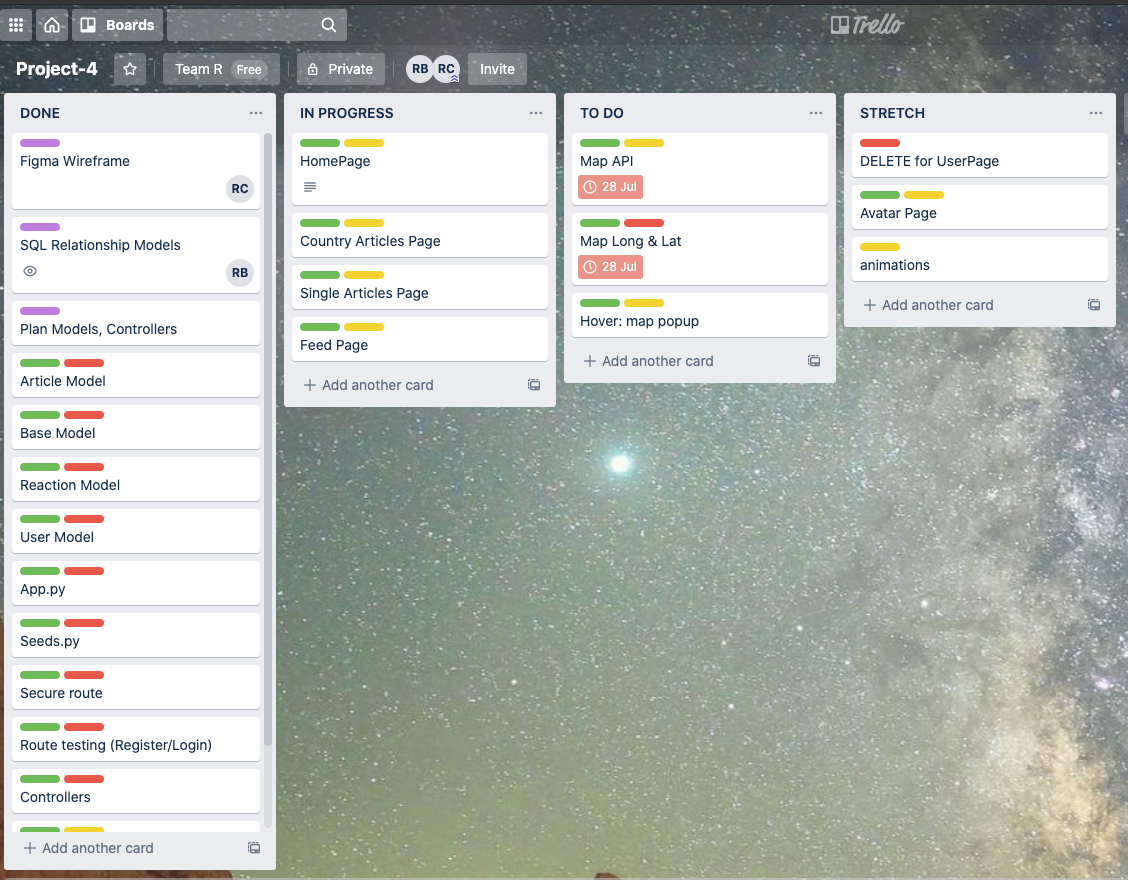 Boards
Trello
Project-4
Team R Free
Private
RB RC
Invite
DONE
Figma Wireframe
RC
SQL Relationship Models
RB
Plan Models, Controllers
Article Model
Base Model
Reaction Model
User Model
App.py
Seeds.py
Secure route
Route testing (Register/Login)
Controllers
+ Add another card
IN PROGRESS
HomePage
Country Articles Page
Single Articles Page
Feed Page
+ Add another card
TO DO
Map API
28 Jul
Map Long & Lat
28 Jul
Hover: map popup
+ Add another card
STRETCH
DELETE for UserPage
Avatar Page
animations
+ Add another card